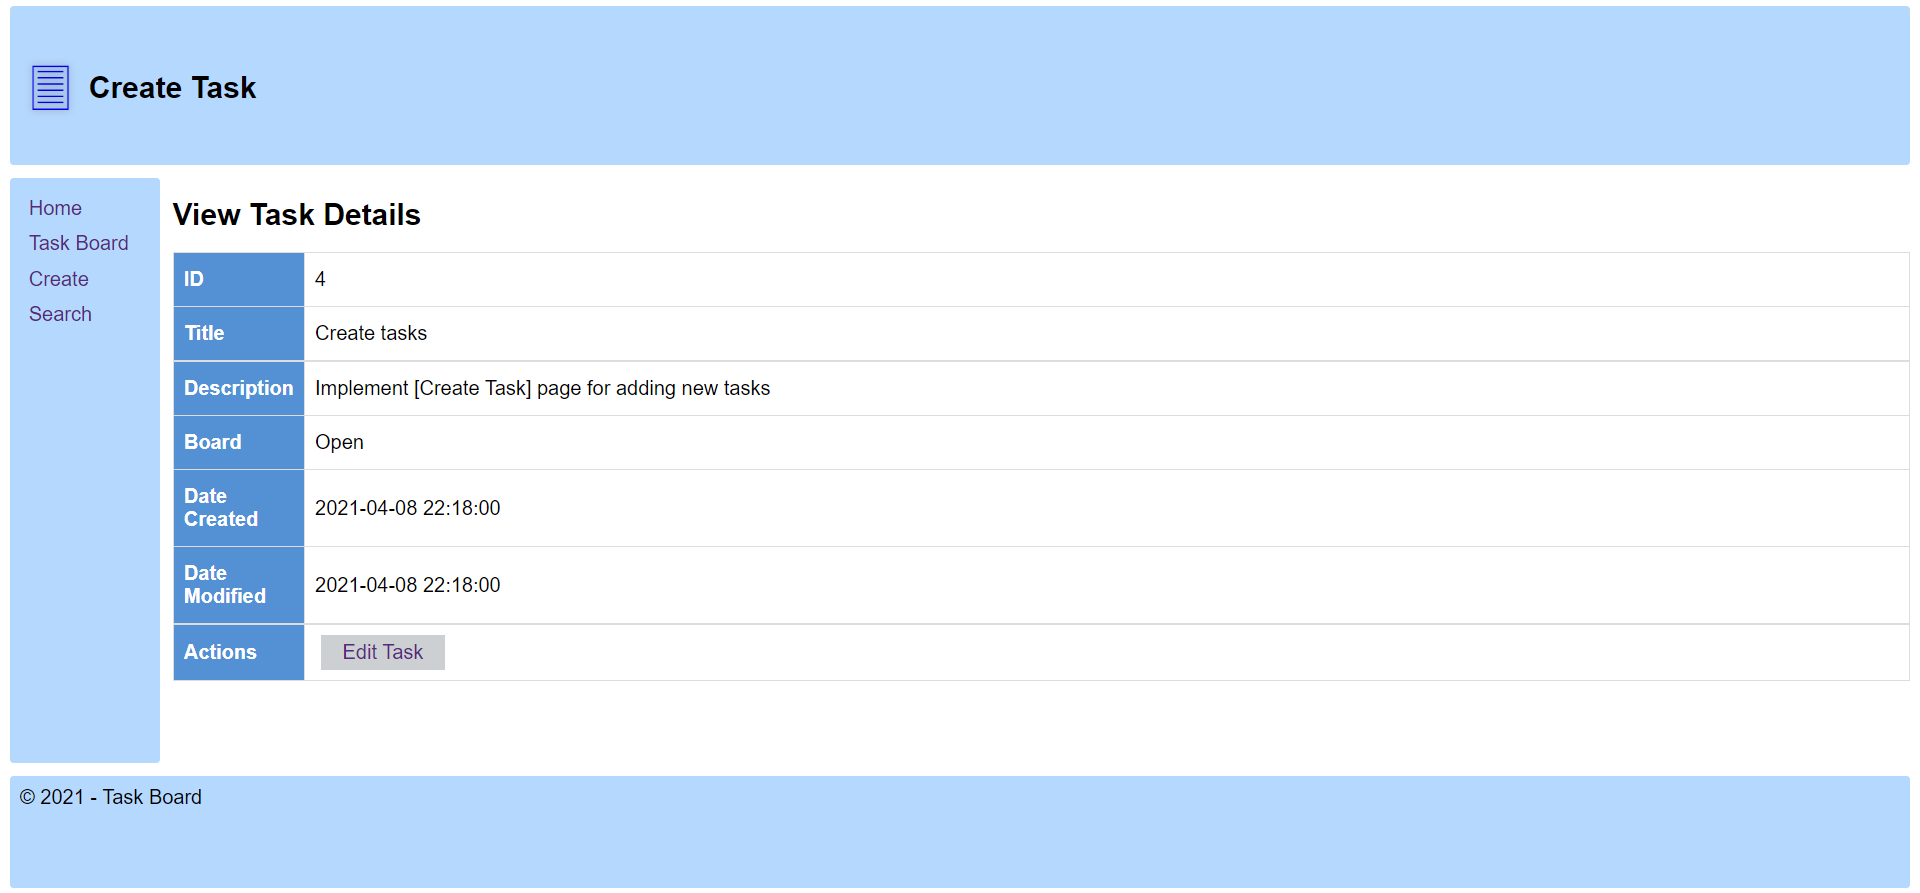 Create Task
Home
Task Board
Create
Search
View Task Details
ID 4
Title Create tasks
Description Implement [Create Task] page for adding new tasks
Board Open
Date Created 2021-04-08 22:18:00
Date Modified 2021-04-08 22:18:00
Actions Edit Task
© 2021 - Task Board